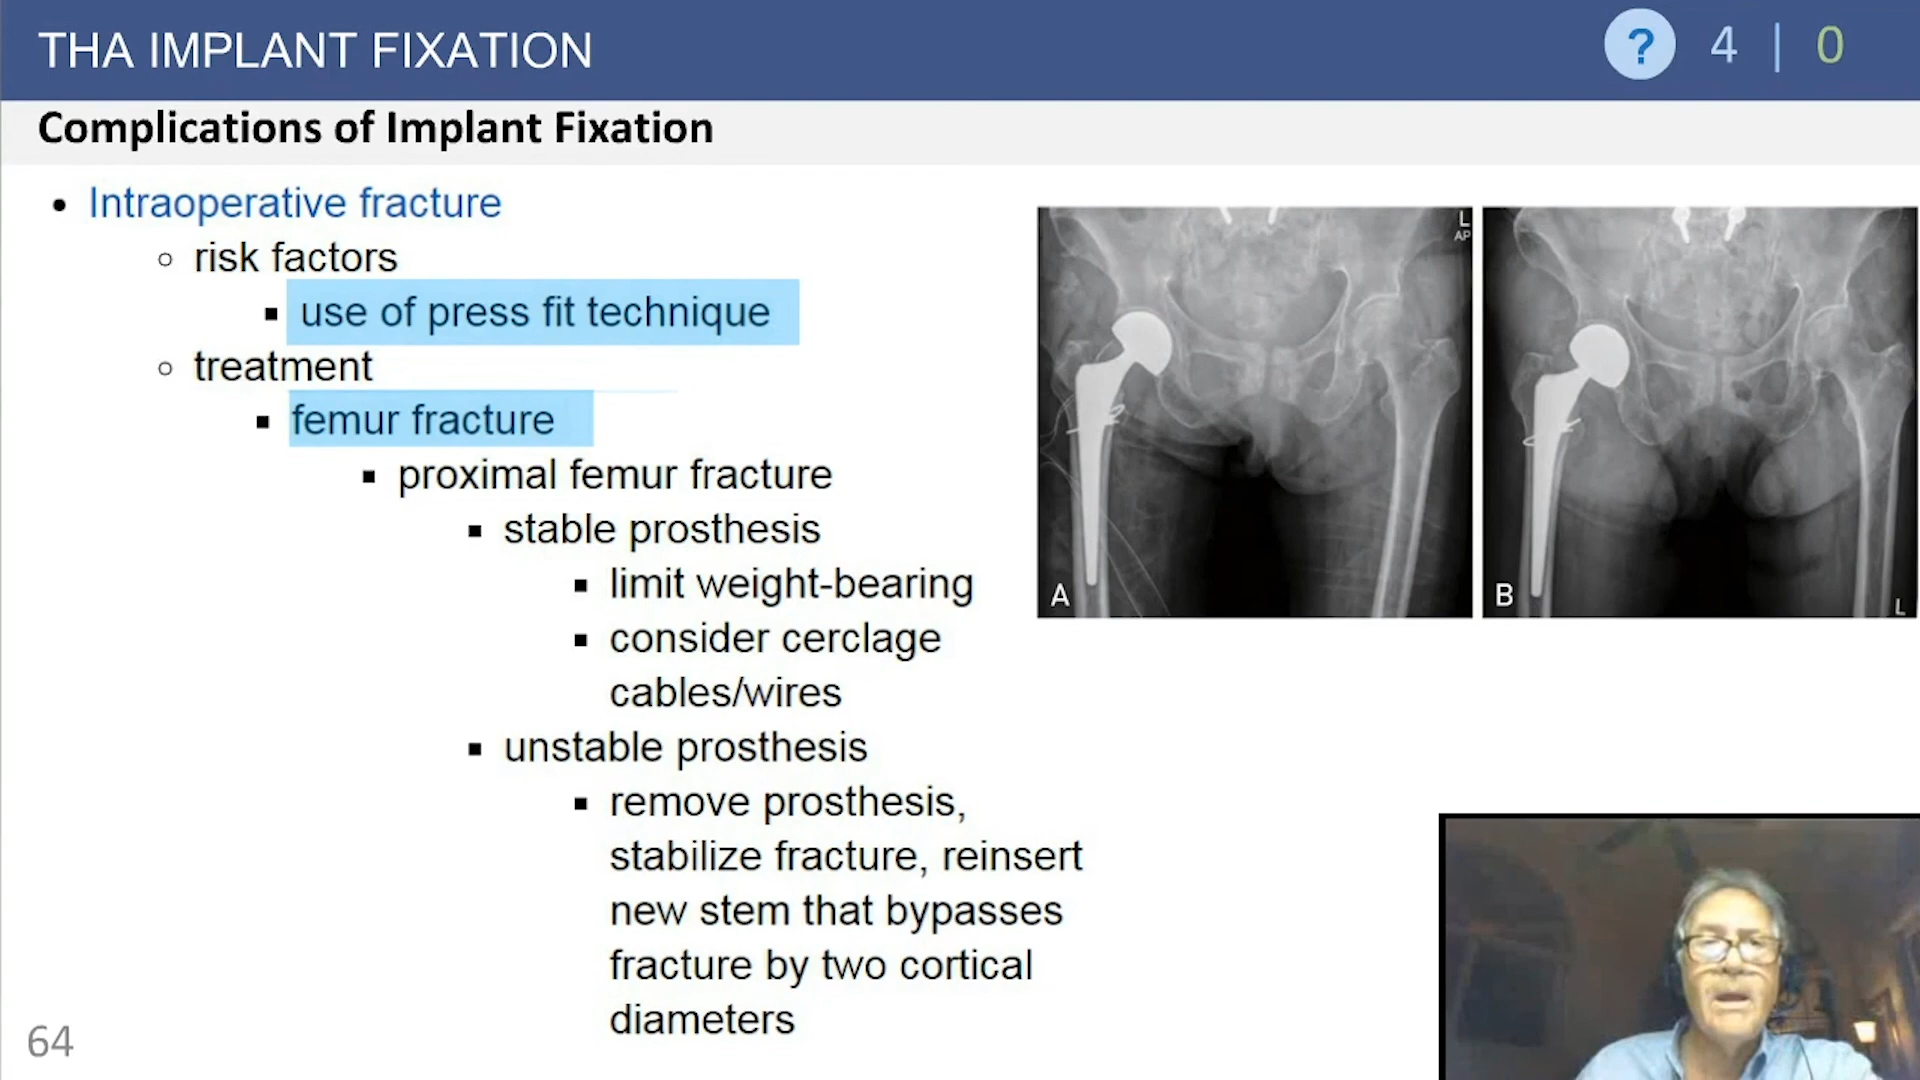 THA IMPLANT FIXATION
? 4 | 0
Complications of Implant Fixation
• Intraoperative fracture
○ risk factors
▪ use of press fit technique
○ treatment
▪ femur fracture
▪ proximal femur fracture
▪ stable prosthesis
▪ limit weight-bearing
▪ consider cerclage
cables/wires
▪ unstable prosthesis
▪ remove prosthesis,
stabilize fracture, reinsert
new stem that bypasses
fracture by two cortical
diameters
L
AP
A
B
L
64